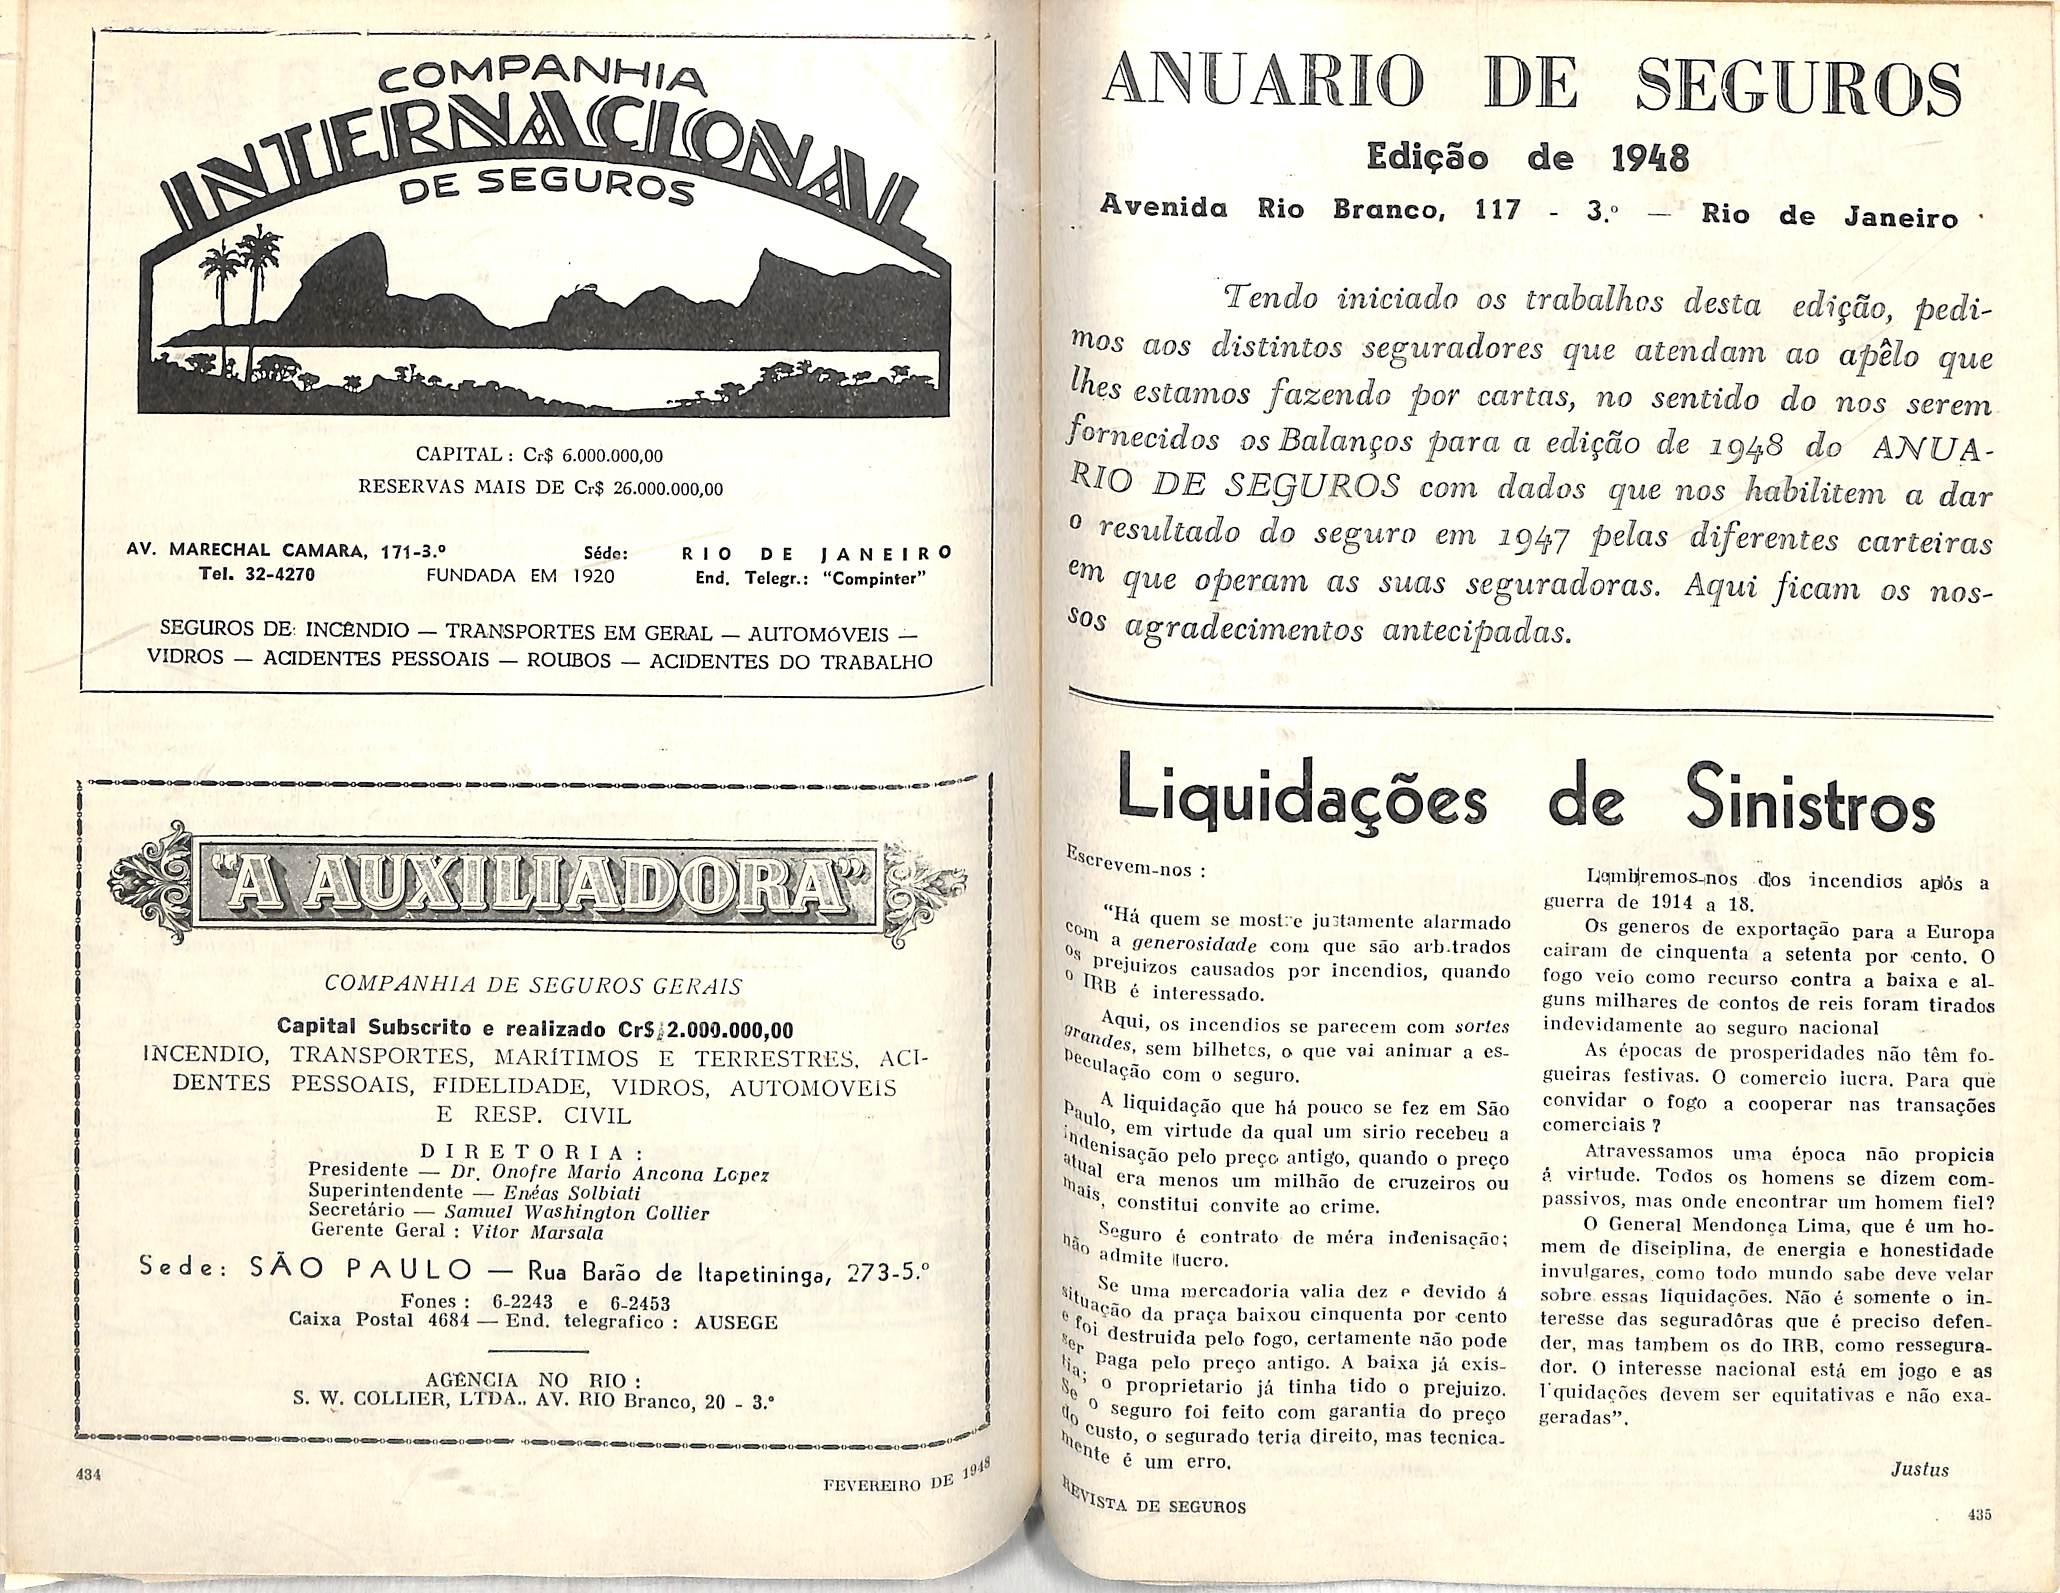 COMPANHIA
INTERNACIONAL
DE SEGUROS
CAPITAL : Cr$ 6.000.000,00
RESERVAS MAIS DE Cr$ 26.000.000,00
AV. MARECHAL CAMARA, 171-3.º Séde: RIO DE JANEIRO
Tel. 32-4270 FUNDADA EM 1920 End. Telegr.: "Compinter"
SEGUROS DE: INCÊNDIO — TRANSPORTES EM GERAL — AUTOMÓVEIS —
VIDROS — ACIDENTES PESSOAIS — ROUBOS — ACIDENTES DO TRABALHO
"A AUXILIADORA"
COMPANHIA DE SEGUROS GERAIS
Capital Subscrito e realizado Cr$ 2.000.000,00
INCENDIO, TRANSPORTES, MARÍTIMOS E TERRESTRES, ACI-
DENTES PESSOAIS, FIDELIDADE, VIDROS, AUTOMOVEIS
E RESP. CIVIL
DIRETORIA :
Presidente — Dr. Onofre Mario Ancona Lopez
Superintendente — Enéas Solbiati
Secretário — Samuel Washington Collier
Gerente Geral : Vitor Marsala
Sede: SÃO PAULO — Rua Barão de Itapetininga, 273-5.º
Fones : 6-2243 e 6-2453
Caixa Postal 4684 — End. telegrafico : AUSEGE
AGÊNCIA NO RIO :
S. W. COLLIER, LTDA., AV. RIO Branco, 20 - 3.º
434 FEVEREIRO DE 1948
ANUARIO DE SEGUROS
Edição de 1948
Avenida Rio Branco, 117 - 3.º — Rio de Janeiro
Tendo iniciado os trabalhos desta edição, pedi-
mos aos distintos seguradores que atendam ao apêlo que
lhes estamos fazendo por cartas, no sentido do nos serem
fornecidos os Balanços para a edição de 1948 do ANUA-
RIO DE SEGUROS com dados que nos habilitem a dar
o resultado do seguro em 1947 pelas diferentes carteiras
em que operam as suas seguradoras. Aqui ficam os nos-
sos agradecimentos antecipadas.
Liquidações de Sinistros
Escrevem-nos :
"Há quem se mostre justamente alarmado
com a generosidade com que são arb.trados
os prejuizos causados por incendios, quando
o IRB é interessado.
Aqui, os incendios se parecem com sortes
grandes, sem bilhetes, o que vai animar a es-
peculação com o seguro.
A liquidação que há pouco se fez em São
Paulo, em virtude da qual um sirio recebeu a
indenisação pelo preço antigo, quando o preço
atual era menos um milhão de cruzeiros ou
mais, constitui convite ao crime.
Seguro é contrato de méra indenisação;
não admite lucro.
Se uma mercadoria valia dez e devido á
situação da praça baixou cinquenta por cento
e foi destruida pelo fogo, certamente não pode
ser paga pelo preço antigo. A baixa já exis-
tia; o proprietario já tinha tido o prejuizo.
Se o seguro foi feito com garantia do preço
do custo, o segurado teria direito, mas tecnica-
mente é um erro.
Lembremos-nos dos incendios após a
guerra de 1914 a 18.
Os generos de exportação para a Europa
cairam de cinquenta a setenta por cento. O
fogo veio como recurso contra a baixa e al-
guns milhares de contos de reis foram tirados
indevidamente ao seguro nacional
As épocas de prosperidades não têm fo-
gueiras festivas. O comercio lucra. Para que
convidar o fogo a cooperar nas transações
comerciais ?
Atravessamos uma época não propicia
á virtude. Todos os homens se dizem com-
passivos, mas onde encontrar um homem fiel?
O General Mendonça Lima, que é um ho-
mem de disciplina, de energia e honestidade
invulgares, como todo mundo sabe deve velar
sobre essas liquidações. Não é somente o in-
teresse das seguradôras que é preciso defen-
der, mas tambem os do IRB, como ressegura-
dor. O interesse nacional está em jogo e as
l'quidações devem ser equitativas e não exa-
geradas".
Justus
REVISTA DE SEGUROS 435